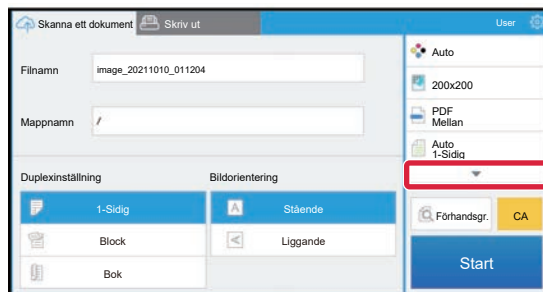 Skanna ett dokument
Skriv ut
User
Filnamn
image_20211010_011204
Mappnamn
/
Duplexinställning
Bildorientering
1-Sidig
Block
Bok
A
Stående
Liggande
Auto
200x200
PDF
Mellan
Auto
1-Sidig
Förhandsgr.
CA
Start